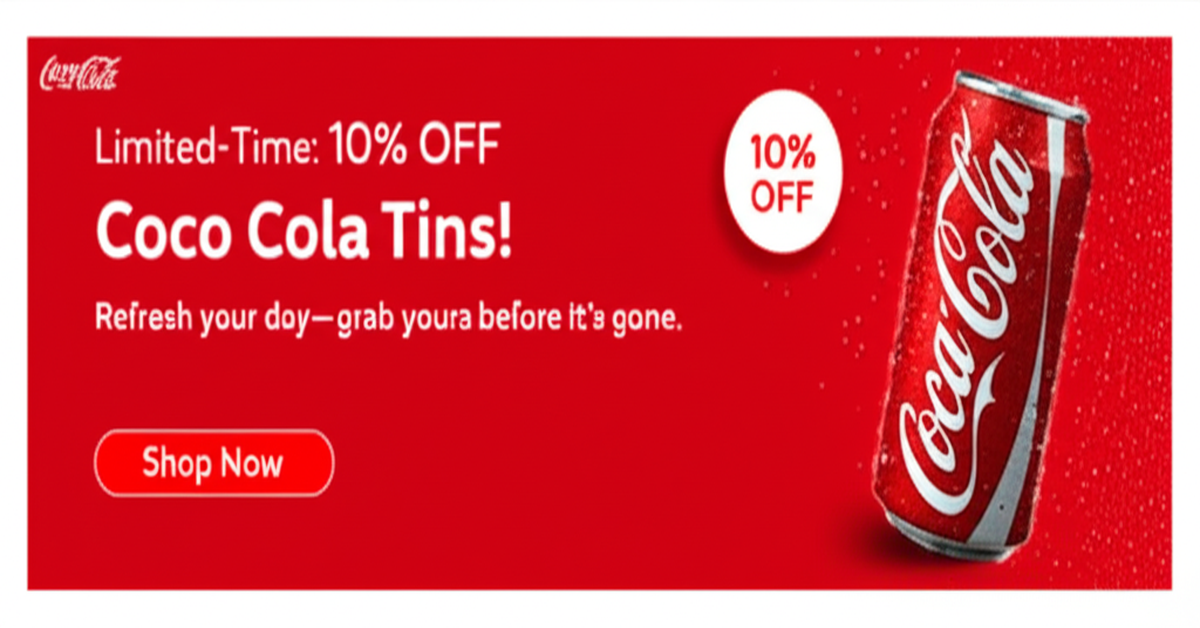 Limited-Time: 10% OFF
Coco Cola Tins!
Refresh your doy—grab youra before it's gone.
Shop Now
10%
OFF
Coca-Cola